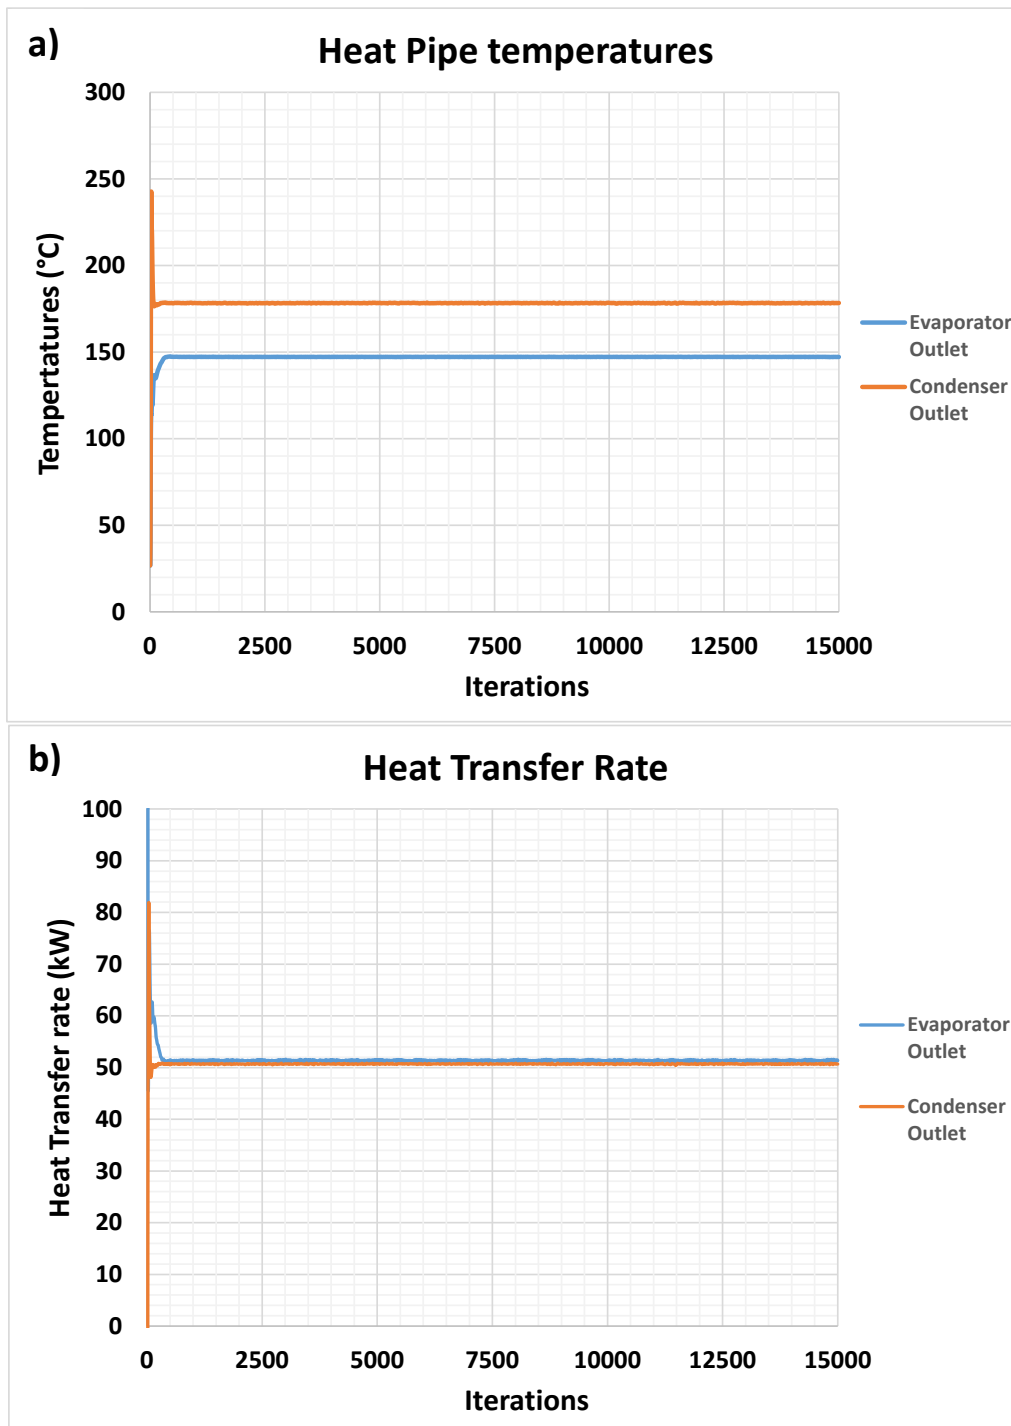 a)
Heat Pipe temperatures
300
250
200
150
100
50
0
Tempertatures (°C)
0 2500 5000 7500 10000 12500 15000
Iterations
Evaporator
Outlet
Condenser
Outlet
b)
Heat Transfer Rate
100
90
80
70
60
50
40
30
20
10
0
Heat Transfer rate (kW)
0 2500 5000 7500 10000 12500 15000
Iterations
Evaporator
Outlet
Condenser
Outlet